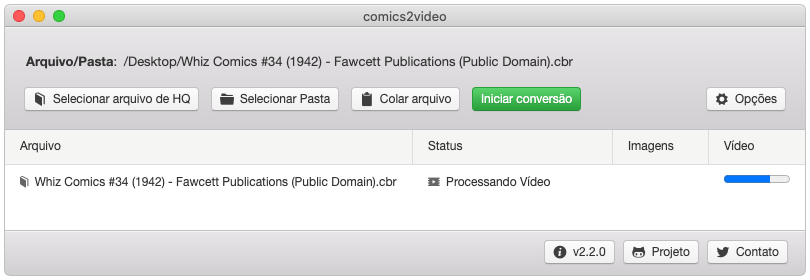 comics2video
Arquivo/Pasta: /Desktop/Whiz Comics #34 (1942) - Fawcett Publications (Public Domain).cbr
Selecionar arquivo de HQ Selecionar Pasta Colar arquivo Iniciar conversão Opções
Arquivo Status Imagens Vídeo
Whiz Comics #34 (1942) - Fawcett Publications (Public Domain).cbr Processando Vídeo
v2.2.0 Projeto Contato